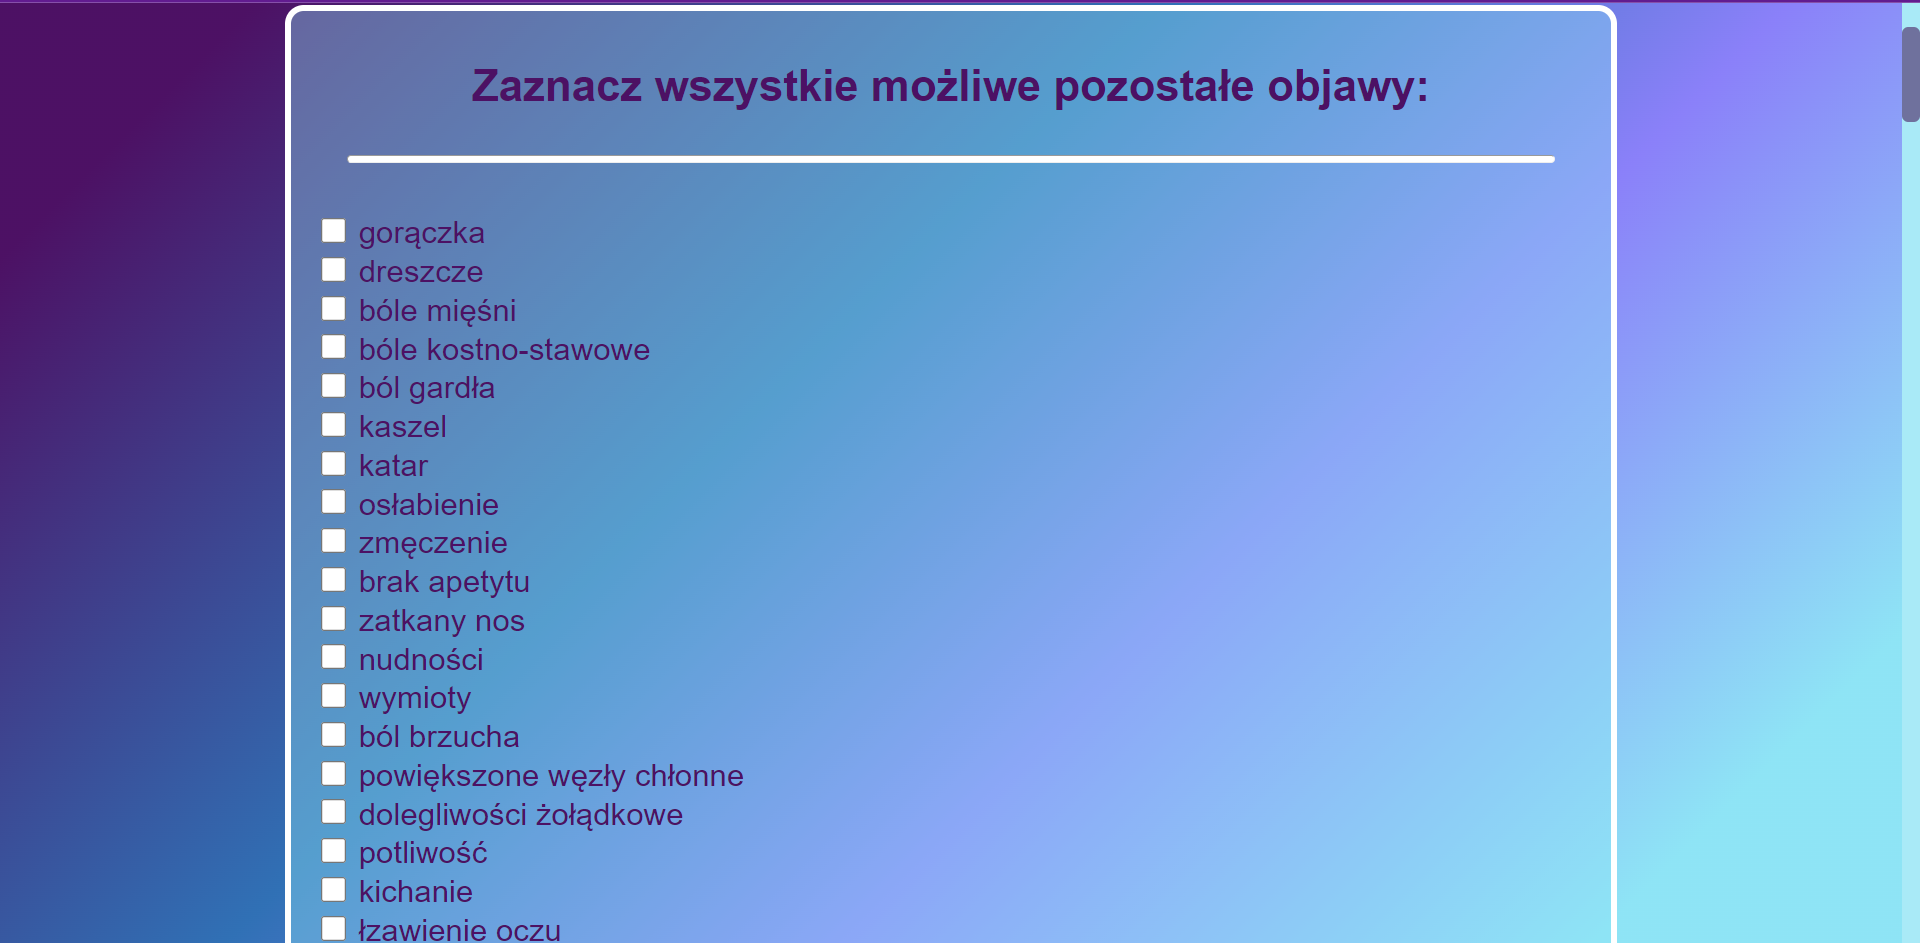 Zaznacz wszystkie możliwe pozostałe objawy:
gorączka
dreszcze
bóle mięśni
bóle kostno-stawowe
ból gardła
kaszel
katar
osłabienie
zmęczenie
brak apetytu
zatkany nos
nudności
wymioty
ból brzucha
powiększone węzły chłonne
dolegliwości żołądkowe
potliwość
kichanie
łzawienie oczu